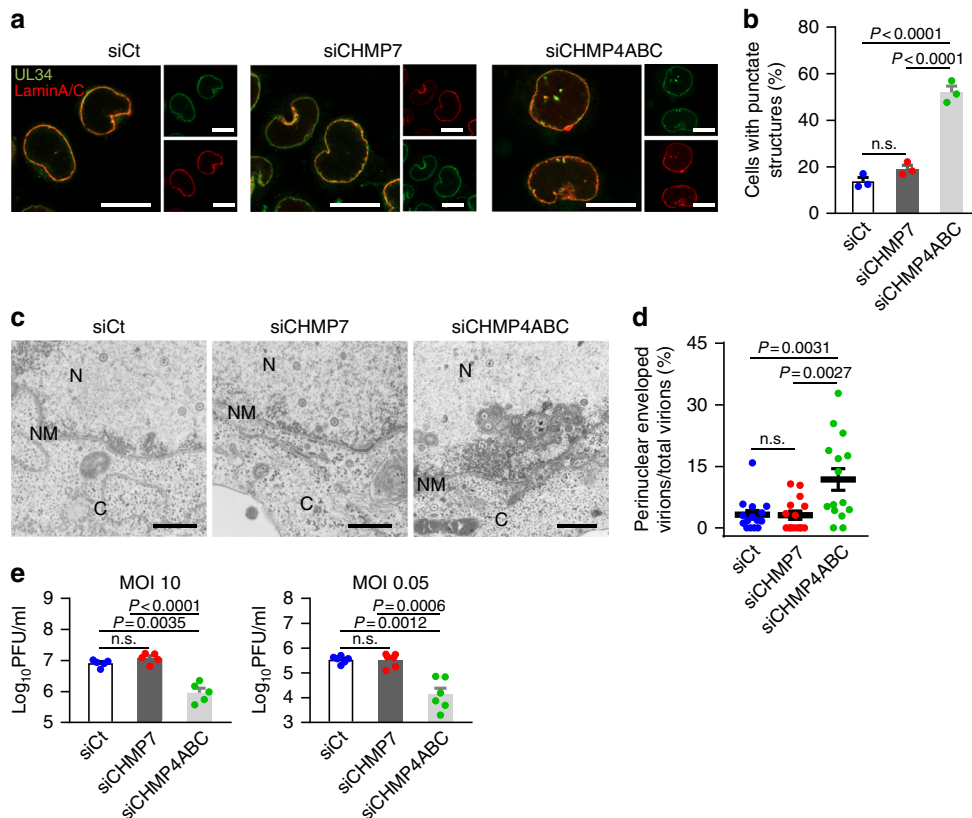 a
siCt
siCHMP7
siCHMP4ABC
UL34
LaminA/C
b
Cells with punctate
structures (%)
80
60
40
20
0
P < 0.0001
P < 0.0001
n.s.
siCt
siCHMP7
siCHMP4ABC
c
siCt
siCHMP7
siCHMP4ABC
N
NM
C
N
NM
C
N
NM
C
d
Perinuclear enveloped
virions/total virions (%)
45
30
15
0
P = 0.0031
P = 0.0027
n.s.
siCt
siCHMP7
siCHMP4ABC
e
MOI 10
Log10PFU/ml
9
8
7
6
5
P < 0.0001
P = 0.0035
n.s.
siCt
siCHMP7
siCHMP4ABC
MOI 0.05
Log10PFU/ml
8
7
6
5
4
3
P = 0.0006
P = 0.0012
n.s.
siCt
siCHMP7
siCHMP4ABC